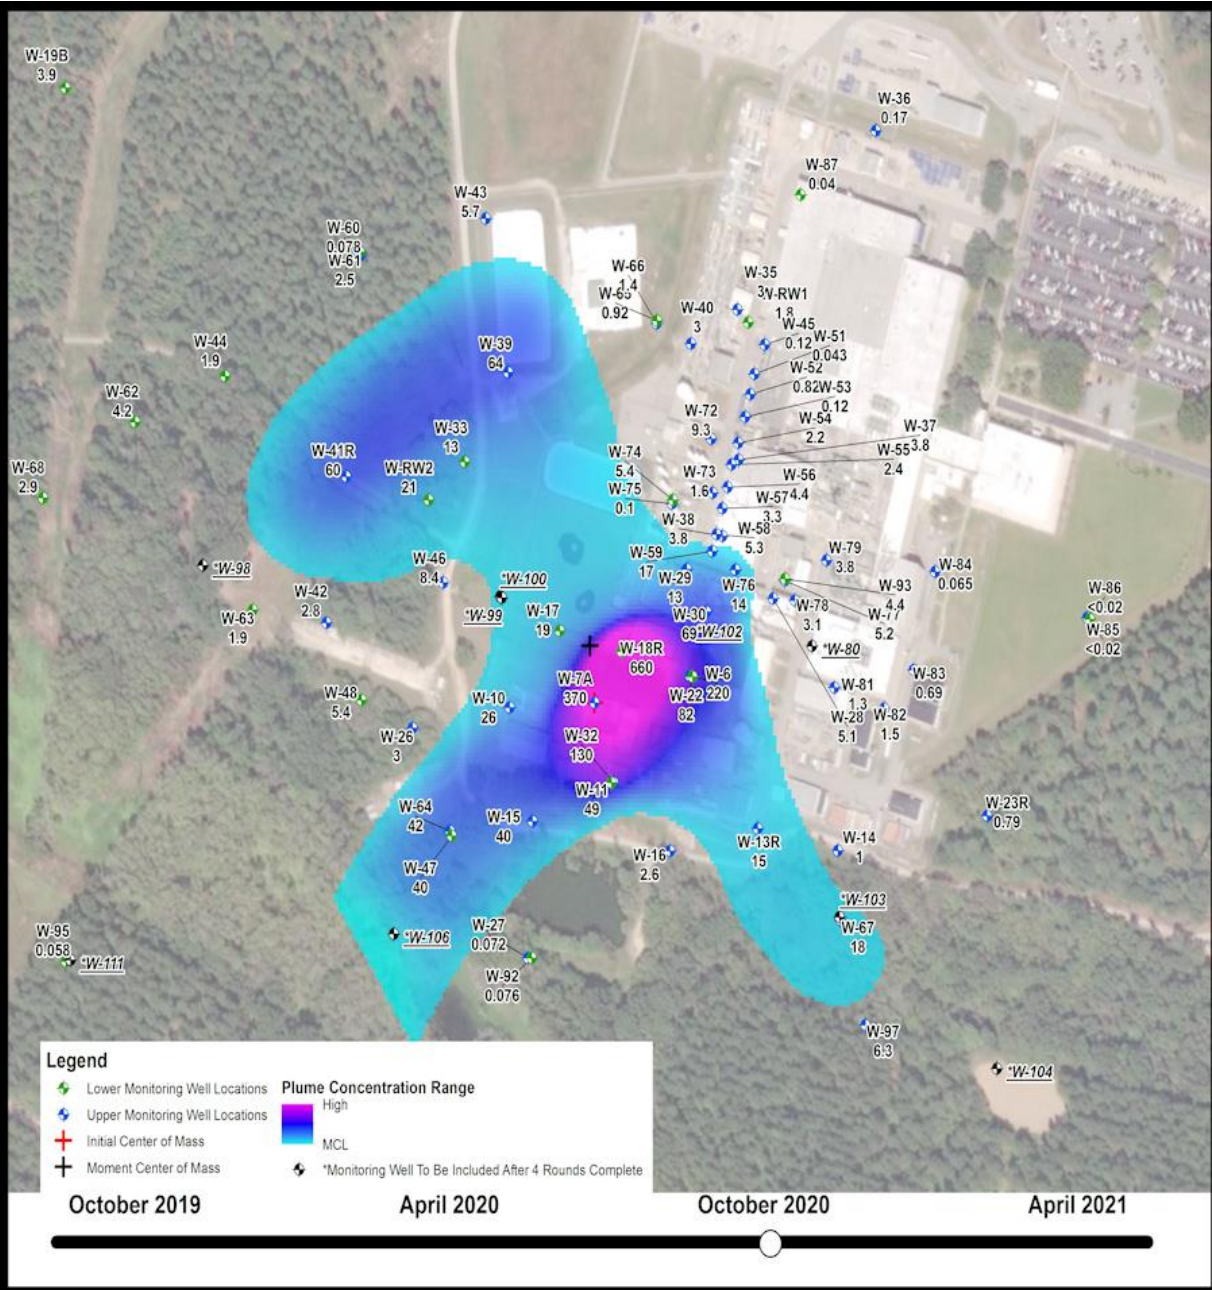 W-19B
3.9
W-36
0.17
W-87
0.04
W-43
5.7
W-60
0.078
W-61
2.5
W-66
1.4
W-65
0.92
W-35
3
W-RW1
1.8
W-40
3
W-45
0.12
W-51
0.043
W-44
1.9
W-39
64
W-52
0.82
W-53
0.12
W-62
4.2
W-72
9.3
W-54
2.2
W-37
3.8
W-33
13
W-41R
60
W-RW2
21
W-74
5.4
W-55
2.4
W-68
2.9
W-75
0.1
W-73
1.6
W-56
4.4
W-57
3.3
W-38
3.8
W-58
5.3
W-59
17
W-79
3.8
W-84
0.065
*W-98
W-46
8.4
*W-100
W-29
13
W-76
14
W-93
4.4
W-86
<0.02
W-42
2.8
*W-99
W-17
19
W-30
69
*W-102
W-78
3.1
W-77
5.2
W-85
<0.02
W-63
1.9
W-18R
660
*W-80
W-7A
370
W-6
220
W-83
0.69
W-48
5.4
W-10
26
W-22
82
W-81
1.3
W-28
5.1
W-82
1.5
W-26
3
W-32
130
W-11
49
W-64
42
W-15
40
W-23R
0.79
W-47
40
W-16
2.6
W-13R
15
W-14
1
*W-103
W-67
18
W-95
0.058
*W-111
*W-106
W-27
0.072
W-92
0.076
W-97
6.3
*W-104
Legend
Lower Monitoring Well Locations
Upper Monitoring Well Locations
Initial Center of Mass
Moment Center of Mass
Plume Concentration Range
High
MCL
*Monitoring Well To Be Included After 4 Rounds Complete
October 2019 April 2020 October 2020 April 2021